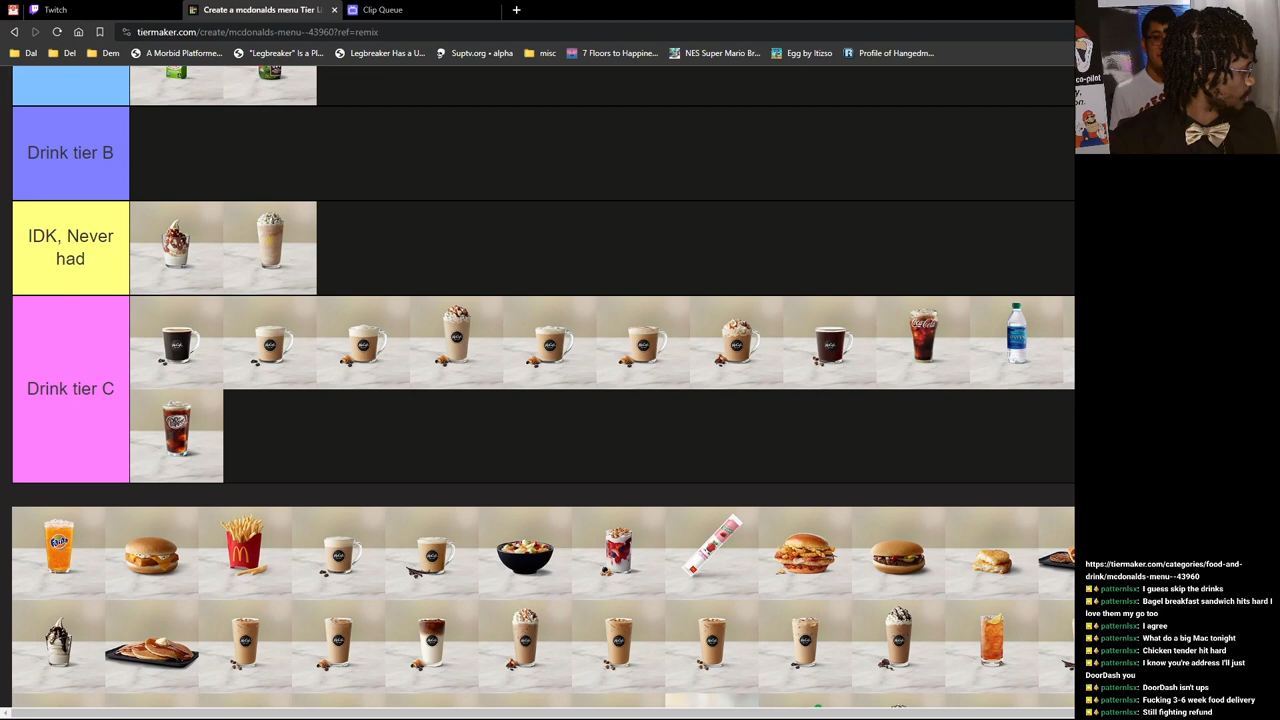 Twitch
Create a mcdonalds menu Tier L
Clip Queue
tiermaker.com/create/mcdonalds-menu--43960?ref=remix
Dal
Del
Dem
A Morbid Platforme...
"Legbreaker" Is a Pl...
Legbreaker Has a U...
Suptv.org • alpha
misc
7 Floors to Happine...
NES Super Mario Br...
Egg by Itizso
Profile of Hangedm...
co-pilot
Drink tier B
IDK, Never
had
Drink tier C
https://tiermaker.com/categories/food-and-
drink/mcdonalds-menu--43960
patternlsx: I guess skip the drinks
patternlsx: Bagel breakfast sandwich hits hard I
love them my go too
patternlsx: I agree
patternlsx: What do a big Mac tonight
patternlsx: Chicken tender hit hard
patternlsx: I know you're address I'll just
DoorDash you
patternlsx: DoorDash isn't ups
patternlsx: Fucking 3-6 week food delivery
patternlsx: Still fighting refund